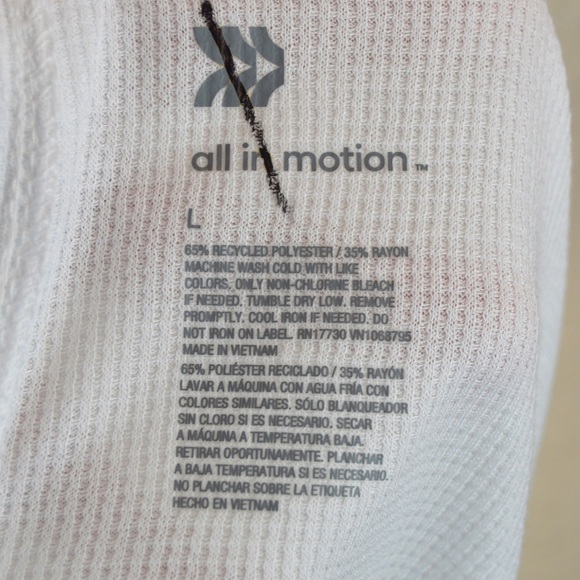 all in motion™
L
65% RECYCLED POLYESTER / 35% RAYON
MACHINE WASH COLD WITH LIKE
COLORS. ONLY NON-CHLORINE BLEACH
IF NEEDED. TUMBLE DRY LOW. REMOVE
PROMPTLY. COOL IRON IF NEEDED. DO
NOT IRON ON LABEL. RN17730 VN1068795
MADE IN VIETNAM
65% POLIÉSTER RECICLADO / 35% RAYÓN
LAVAR A MÁQUINA CON AGUA FRÍA CON
COLORES SIMILARES. SÓLO BLANQUEADOR
SIN CLORO SI ES NECESARIO. SECAR
A MÁQUINA A TEMPERATURA BAJA.
RETIRAR OPORTUNAMENTE. PLANCHAR
A BAJA TEMPERATURA SI ES NECESARIO.
NO PLANCHAR SOBRE LA ETIQUETA
HECHO EN VIETNAM